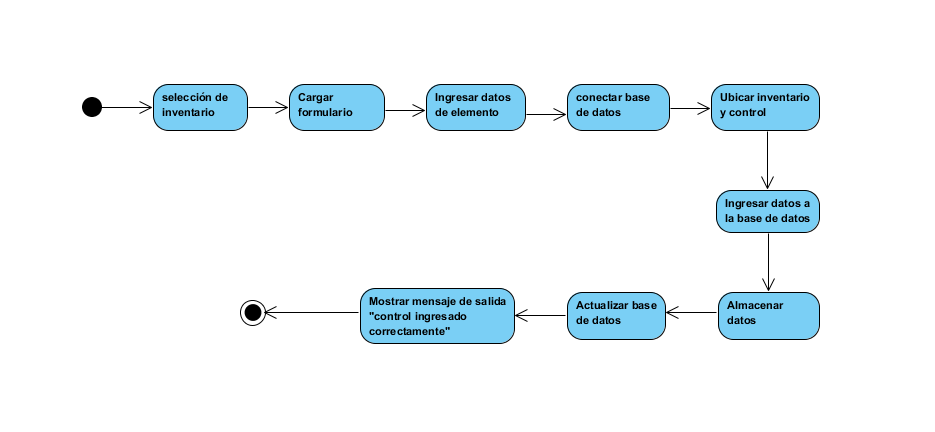 selección de
inventario
Cargar
formulario
Ingresar datos
de elemento
conectar base
de datos
Ubicar inventario
y control
Ingresar datos a
la base de datos
Almacenar
datos
Actualizar base
de datos
Mostrar mensaje de salida
"control ingresado
correctamente"